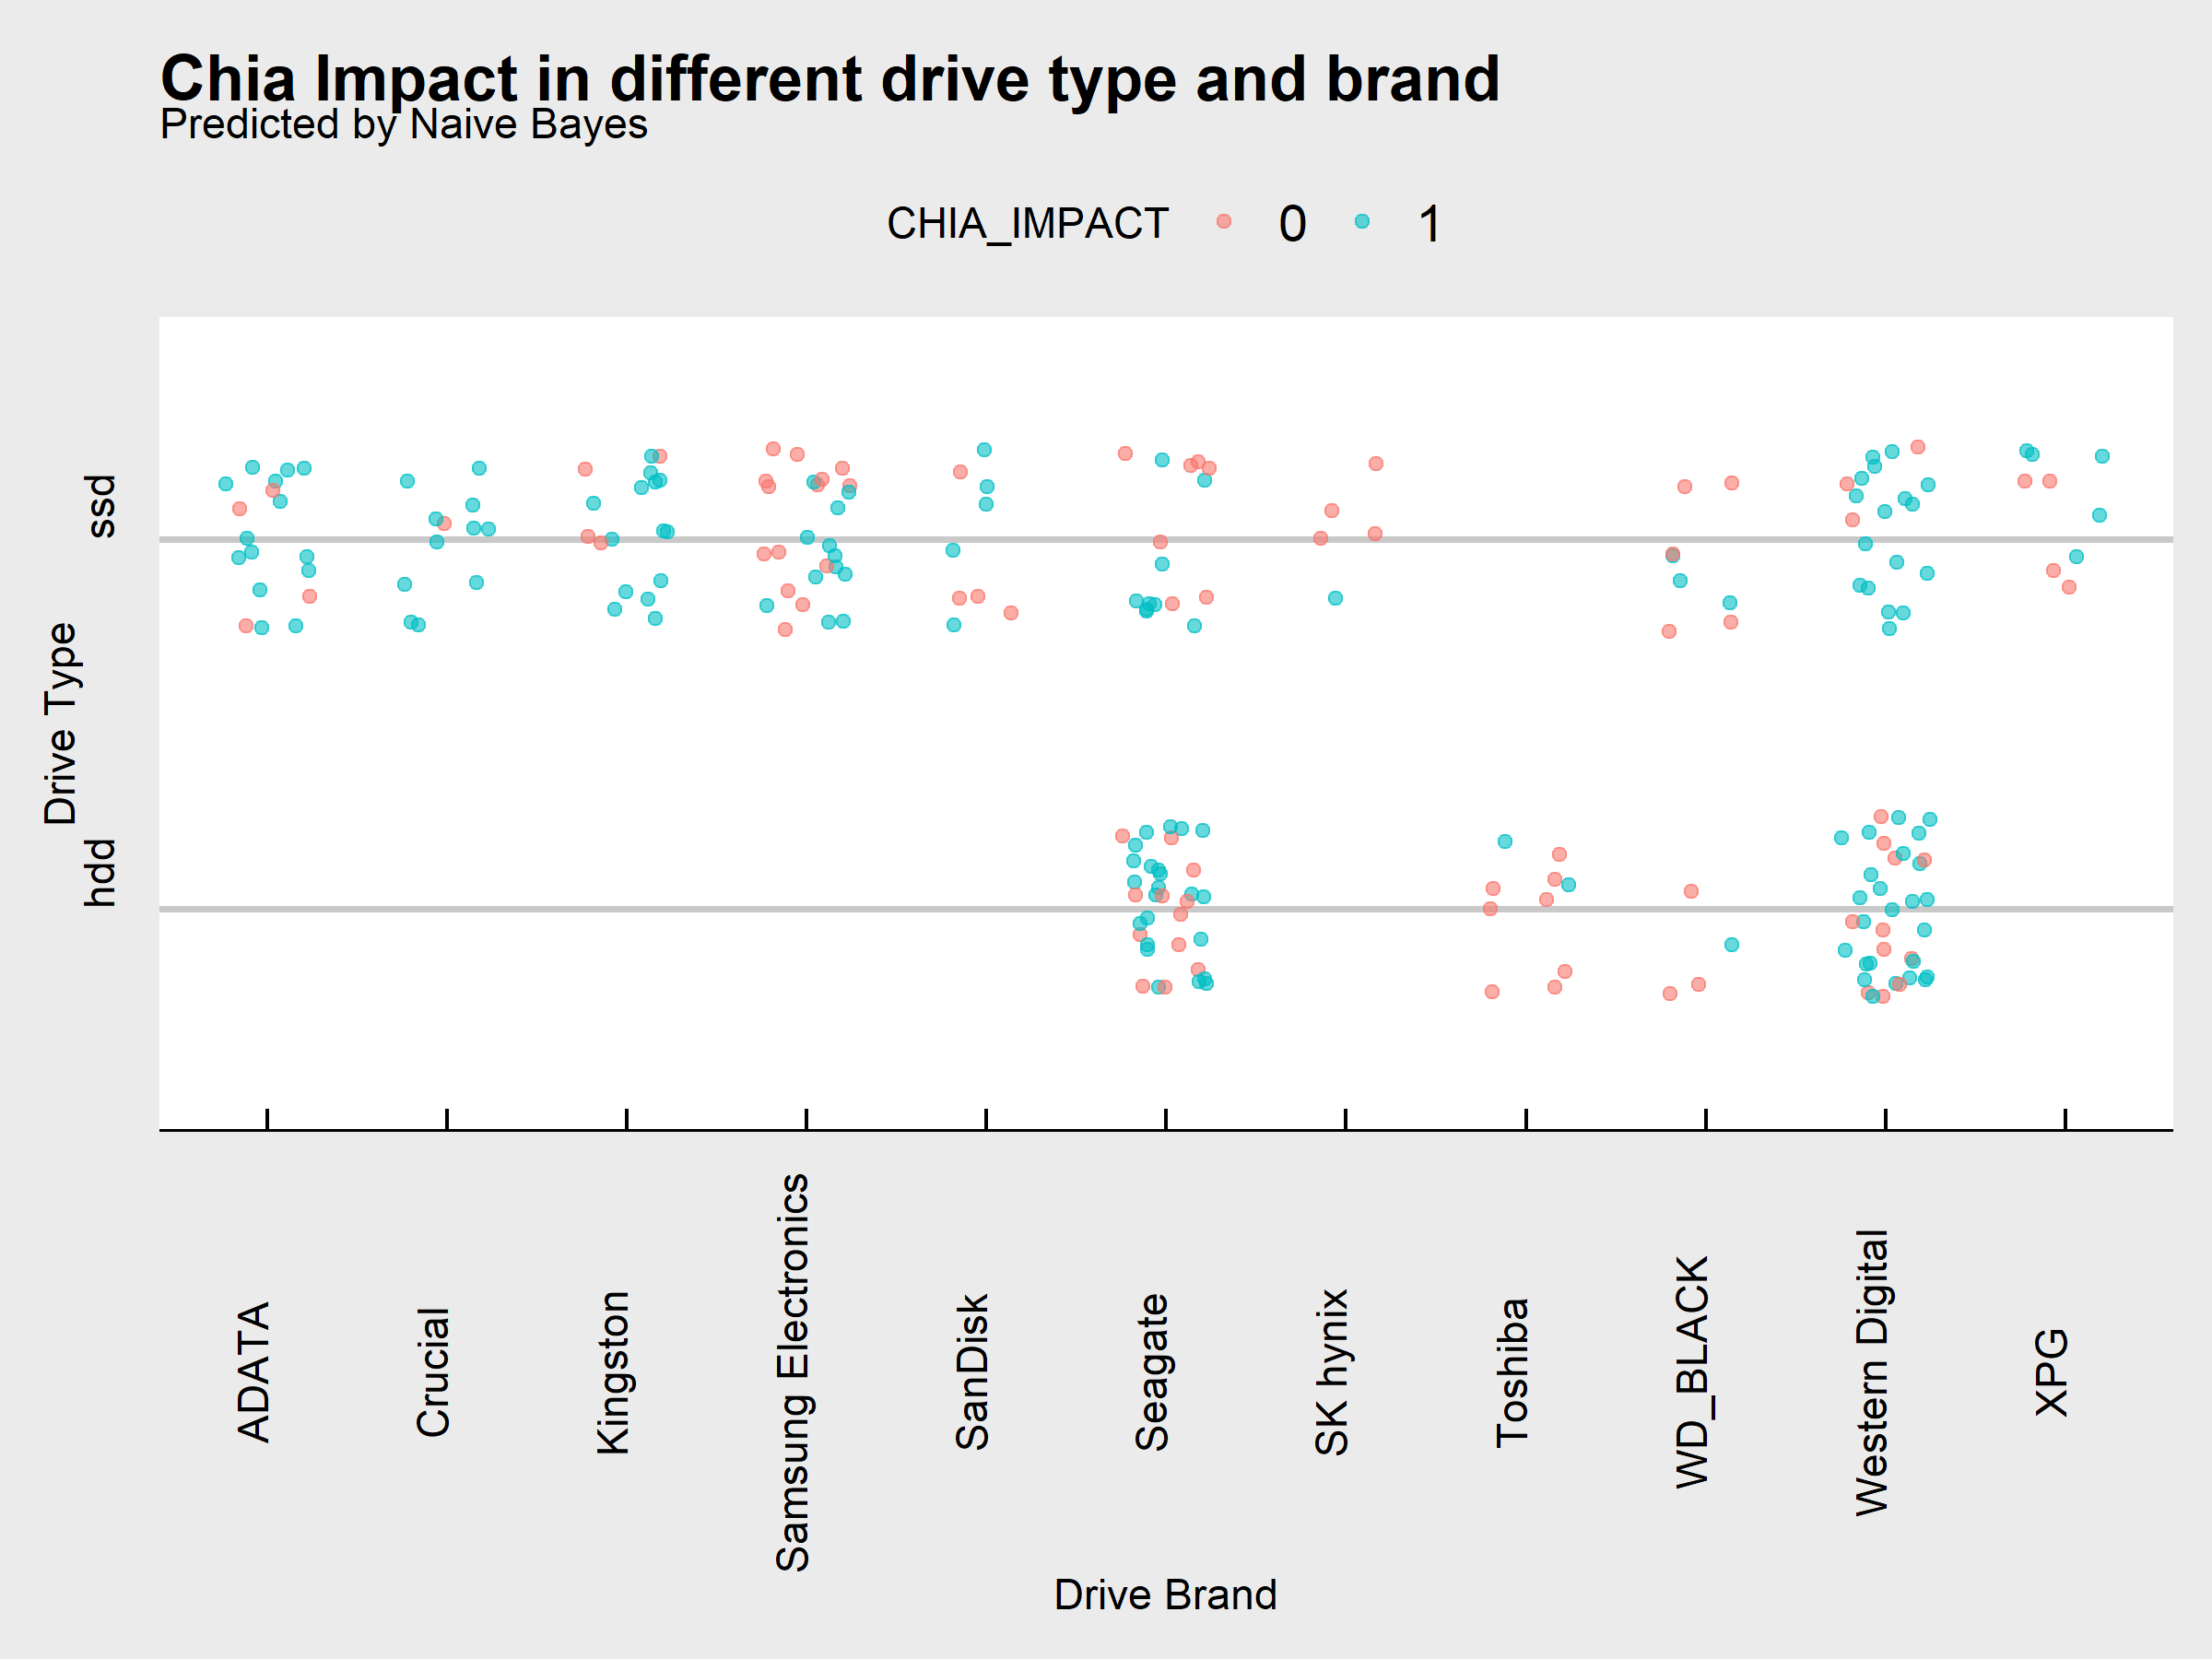 Chia Impact in different drive type and brand
Predicted by Naive Bayes
CHIA_IMPACT 0 1
Drive Type
ssd
hdd
ADATA
Crucial
Kingston
Samsung Electronics
SanDisk
Seagate
SK hynix
Toshiba
WD_BLACK
Western Digital
XPG
Drive Brand